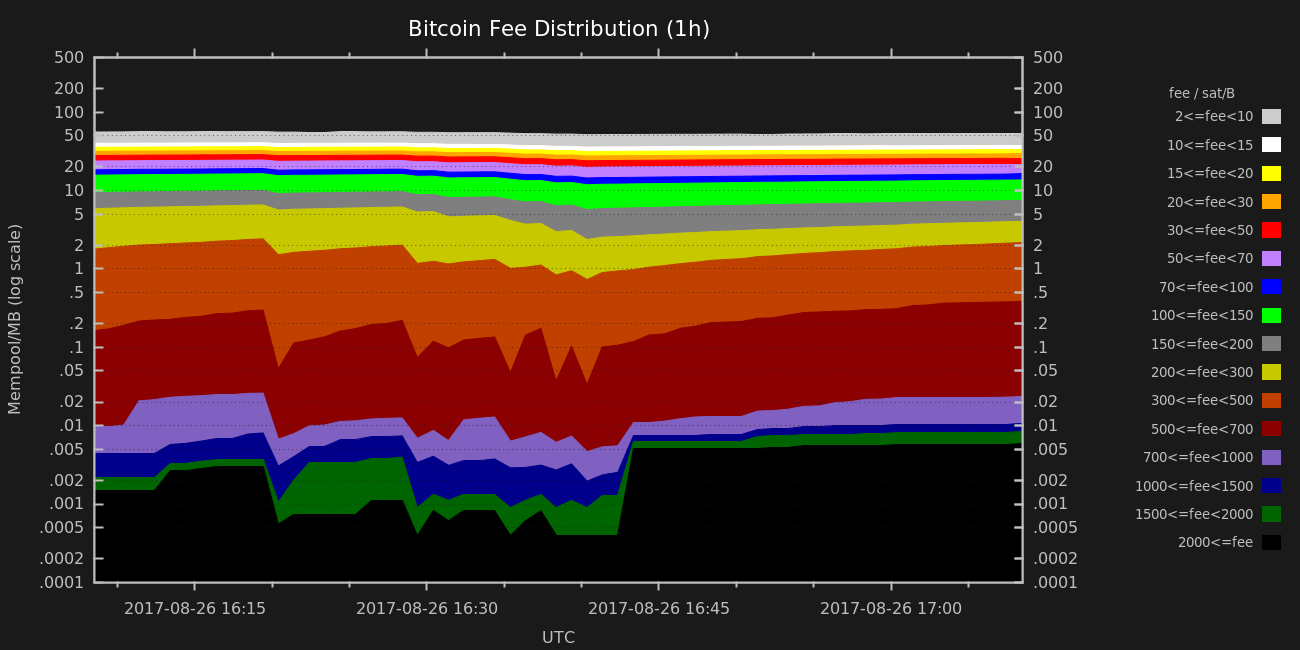 Bitcoin Fee Distribution (1h)
500
200
100
50
20
10
5
2
1
.5
.2
.1
.05
.02
.01
.005
.002
.001
.0005
.0002
.0001
Mempool/MB (log scale)
500
200
100
50
20
10
5
2
1
.5
.2
.1
.05
.02
.01
.005
.002
.001
.0005
.0002
.0001
2017-08-26 16:15 2017-08-26 16:30 2017-08-26 16:45 2017-08-26 17:00
UTC
fee / sat/B
2<=fee<10
10<=fee<15
15<=fee<20
20<=fee<30
30<=fee<50
50<=fee<70
70<=fee<100
100<=fee<150
150<=fee<200
200<=fee<300
300<=fee<500
500<=fee<700
700<=fee<1000
1000<=fee<1500
1500<=fee<2000
2000<=fee